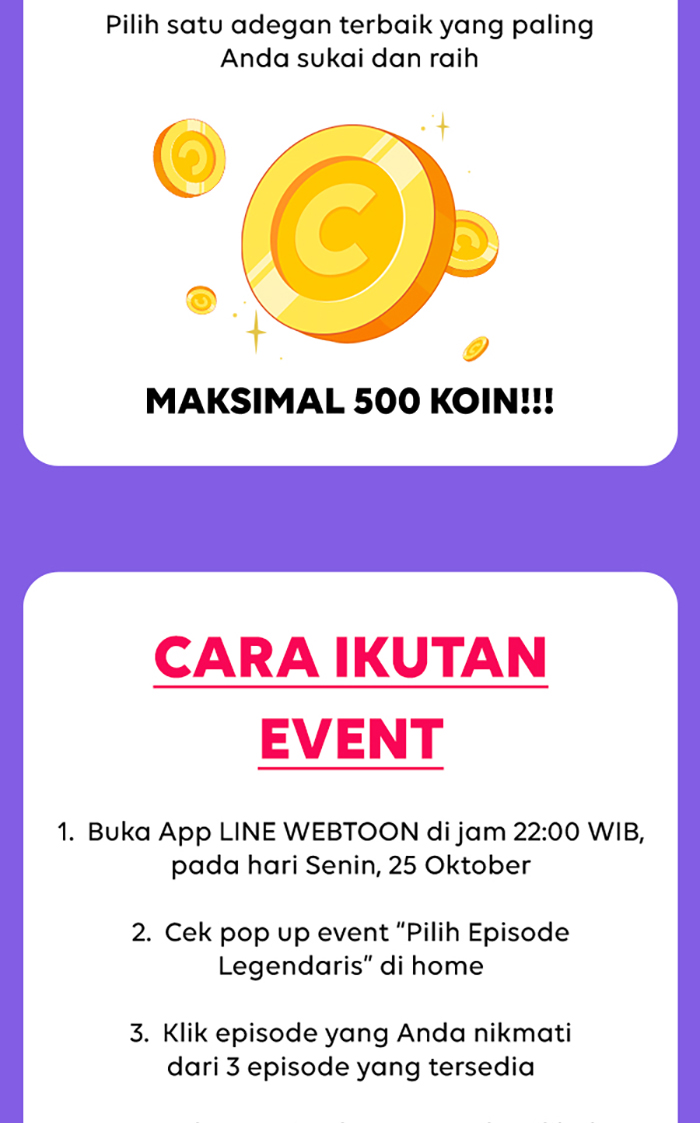 Pilih satu adegan terbaik yang paling
Anda sukai dan raih
C
MAKSIMAL 500 KOIN!!!
CARA IKUTAN
EVENT
1. Buka App LINE WEBTOON di jam 22:00 WIB,
pada hari Senin, 25 Oktober
2. Cek pop up event "Pilih Episode
Legendaris" di home
3. Klik episode yang Anda nikmati
dari 3 episode yang tersedia